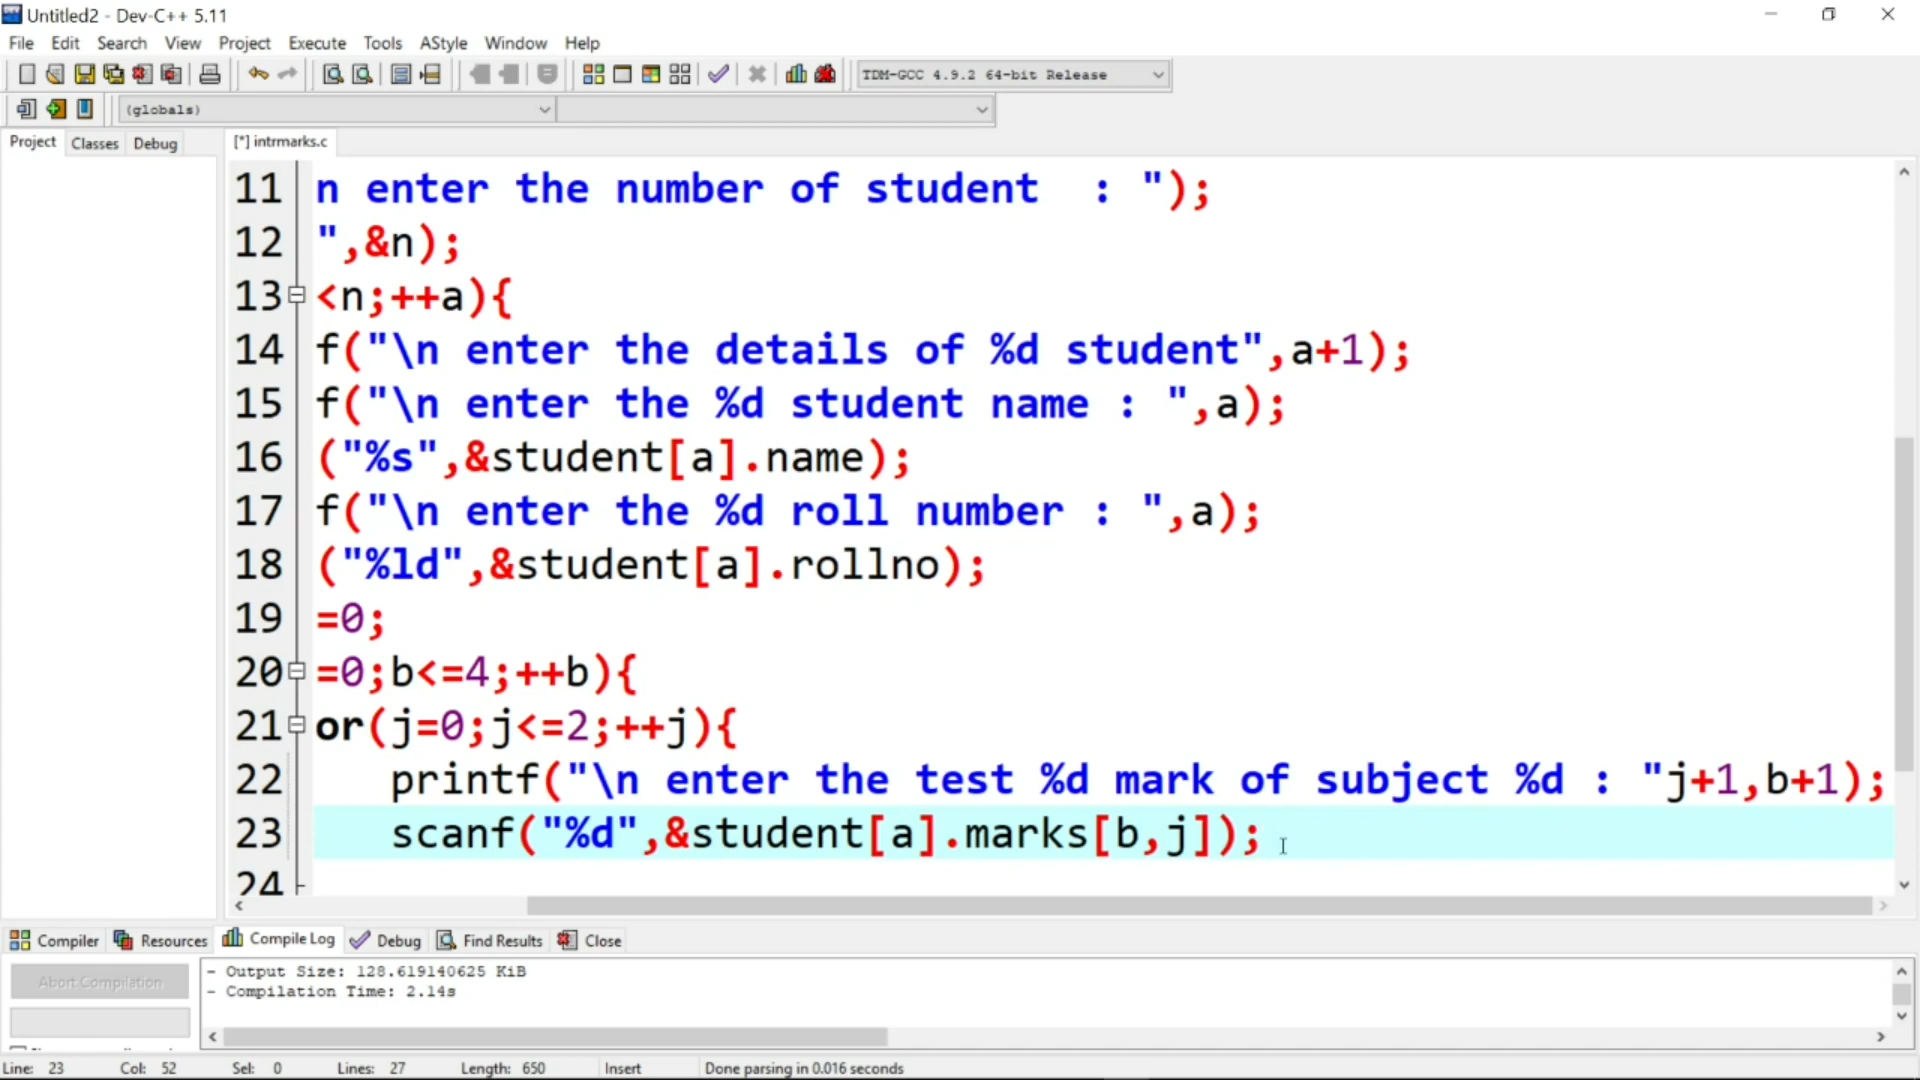 Untitled2 - Dev-C++ 5.11
File Edit Search View Project Execute Tools AStyle Window Help
TDM-GCC 4.9.2 64-bit Release
(globals)
Project Classes Debug [*] intrmarks.c
11 n enter the number of student  : ");
12 ",&n);
13 <n;++a){
14 f("\n enter the details of %d student",a+1);
15 f("\n enter the %d student name : ",a);
16 ("%s",&student[a].name);
17 f("\n enter the %d roll number : ",a);
18 ("%ld",&student[a].rollno);
19 =0;
20 =0;b<=4;++b){
21 or(j=0;j<=2;++j){
22 printf("\n enter the test %d mark of subject %d : "j+1,b+1);
23 scanf("%d",&student[a].marks[b,j]);
24
Compiler Resources Compile Log Debug Find Results Close
Abort Compilation
- Output Size: 128.619140625 KiB
- Compilation Time: 2.14s
Line: 23 Col: 52 Sel: 0 Lines: 27 Length: 650 Insert Done parsing in 0.016 seconds